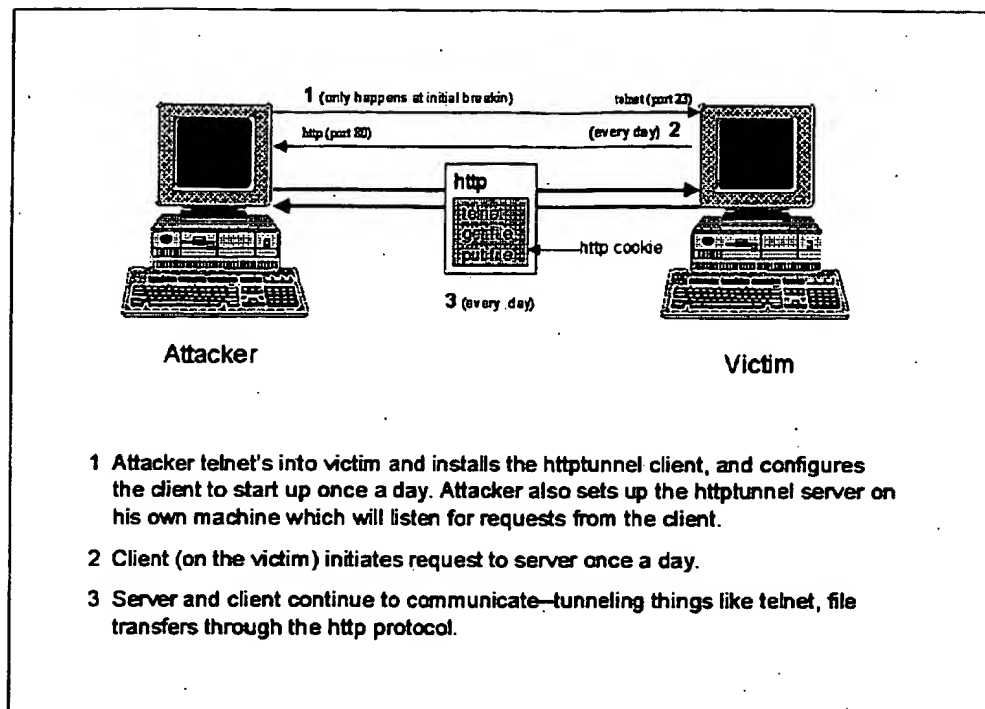 1 (only happens at initial breakin)
telnet (port 23)
http (port 80)
(every day) 2
http
telnet
getfile
putfile
http cookie
3 (every day)
Attacker
Victim
1 Attacker telnet's into victim and installs the httptunnel client, and configures
the client to start up once a day. Attacker also sets up the httptunnel server on
his own machine which will listen for requests from the client.
2 Client (on the victim) initiates request to server once a day.
3 Server and client continue to communicate—tunneling things like telnet, file
transfers through the http protocol.